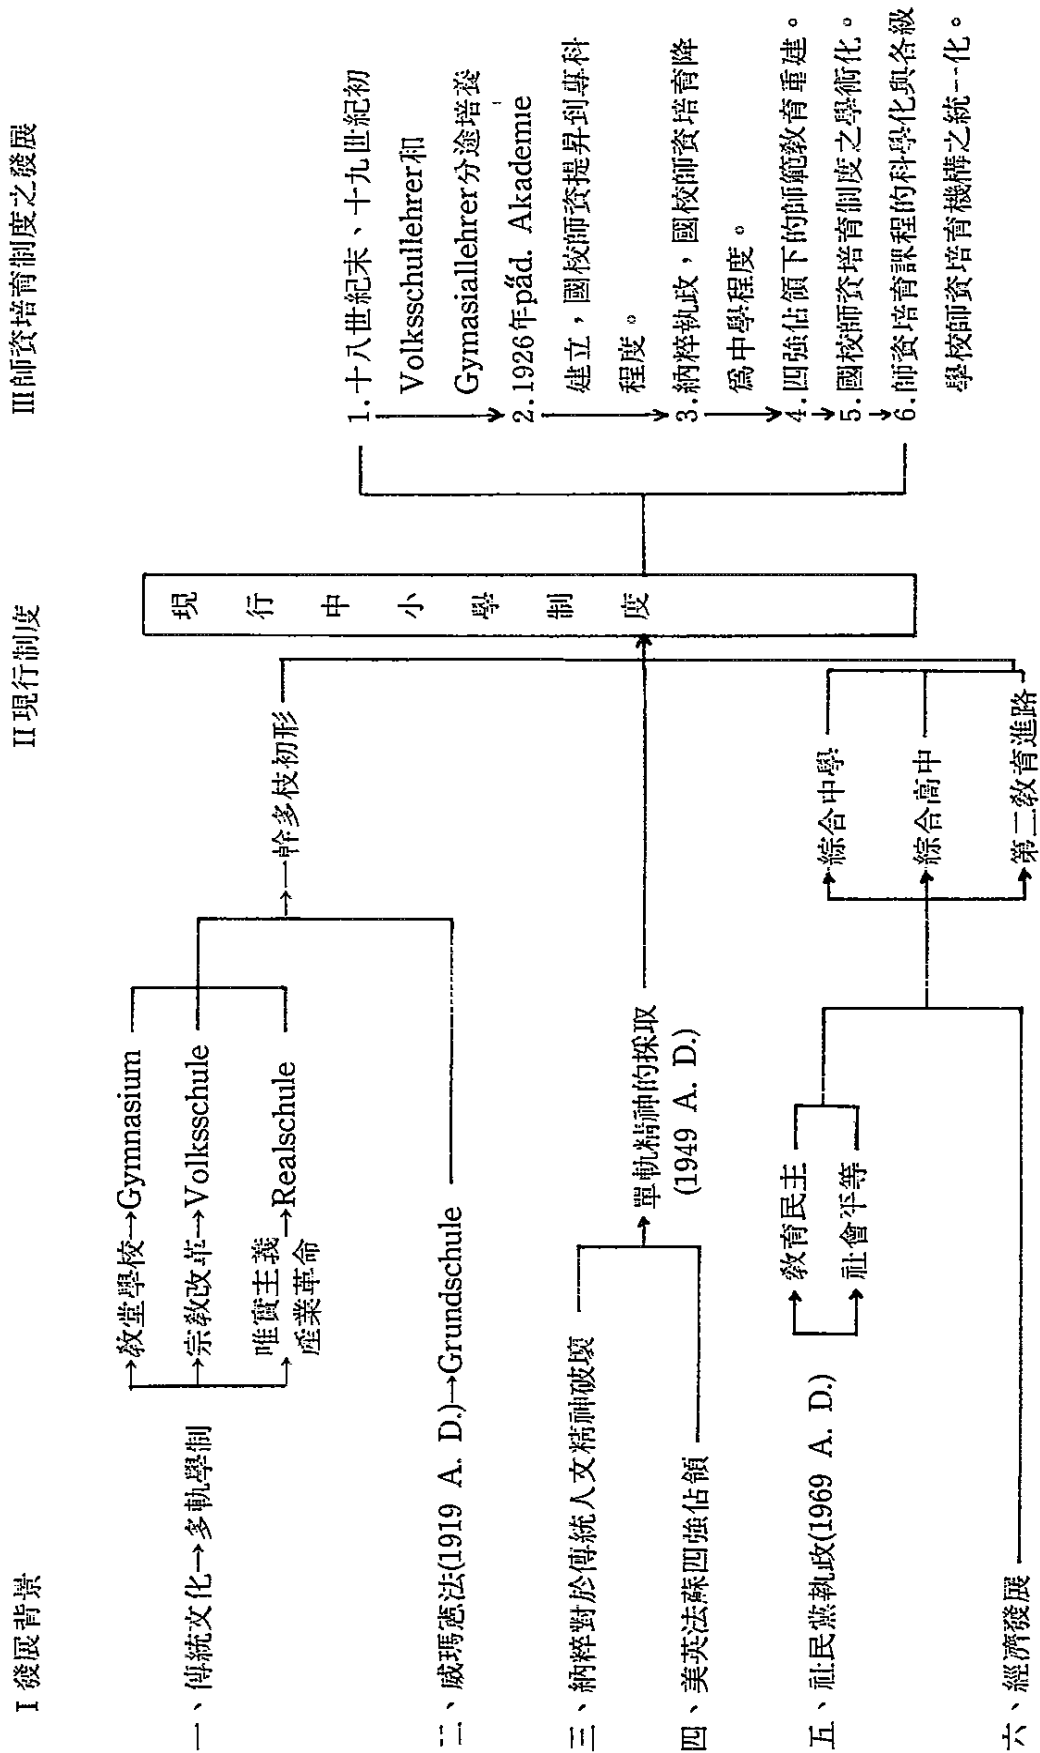 I 發展背景
II 現行制度
III 師資培育制度之發展
一、傳統文化→多軌學制
教堂學校→Gymnasium
宗教改革→Volksschule
唯實主義
產業革命
→Realschule
二、威瑪憲法(1919 A. D.)→Grundschule
→一幹多枝初形
三、納粹對於傳統人文精神破壞
四、美英法蘇四強佔領
單軌精神的採取
(1949 A. D.)
五、社民黨執政(1969 A. D.)
教育民主
社會平等
六、經濟發展
綜合中學
綜合高中
第二教育進路
現行中小學制度
1.十八世紀末、十九世紀初
Volksschullehrer和
Gymasiallehrer分途培養
2.1926年päd. Akademie
建立，國校師資提昇到專科
程度。
3.納粹執政，國校師資培育降
爲中學程度。
4.四強佔領下的師範教育重建。
5.國校師資培育制度之學術化。
6.師資培育課程的科學化與各級
學校師資培育機構之統一化。